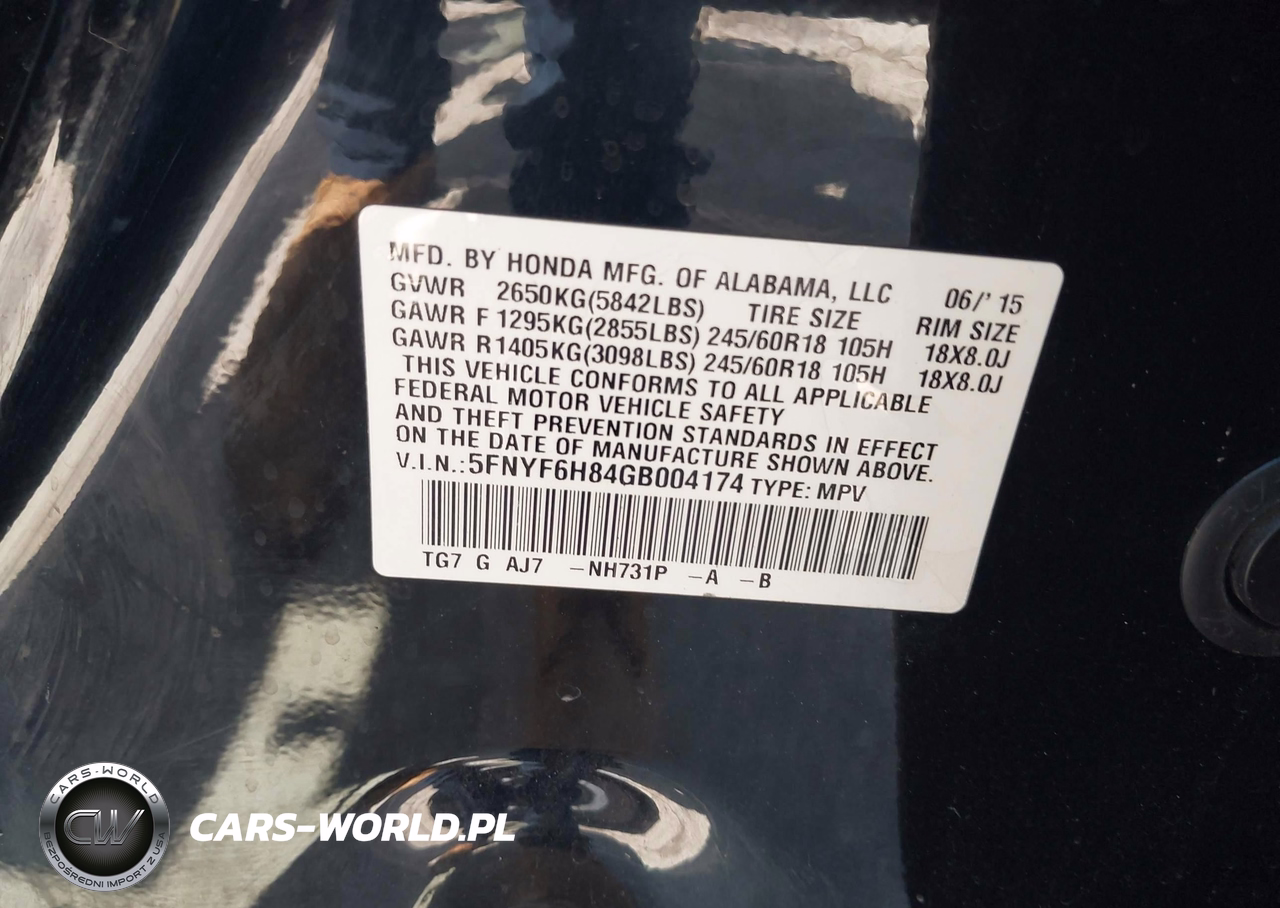 MFD. BY HONDA MFG. OF ALABAMA, LLC 06/' 15
GVWR 2650KG(5842LBS) TIRE SIZE RIM SIZE
GAWR F 1295KG(2855LBS) 245/60R18 105H 18X8.0J
GAWR R1405KG(3098LBS) 245/60R18 105H 18X8.0J
THIS VEHICLE CONFORMS TO ALL APPLICABLE
FEDERAL MOTOR VEHICLE SAFETY
AND THEFT PREVENTION STANDARDS IN EFFECT
ON THE DATE OF MANUFACTURE SHOWN ABOVE.
V.I.N.:5FNYF6H84GB004174 TYPE: MPV
TG7 G AJ7 -NH731P -A -B
CARS-WORLD
CW
BEZPOŚREDNI IMPORT Z USA
CARS-WORLD.PL